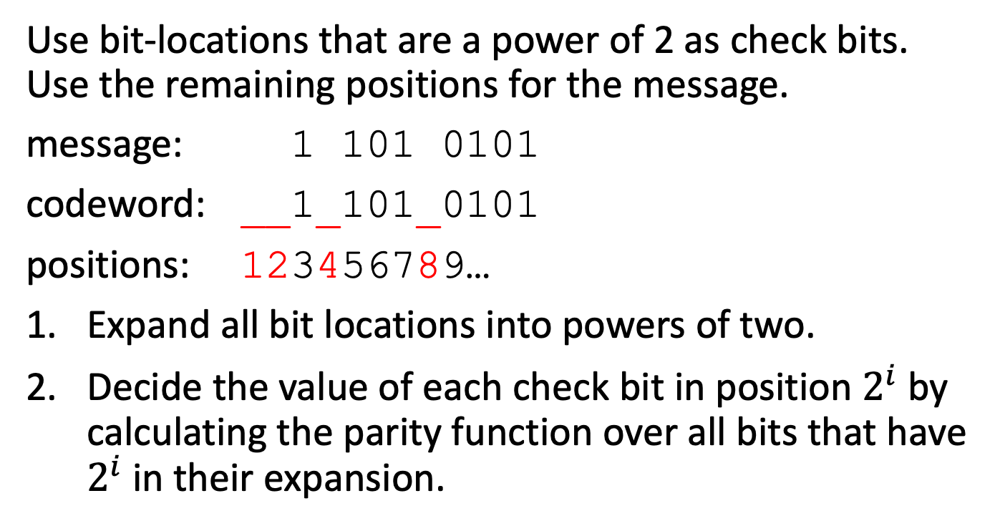 Use bit-locations that are a power of 2 as check bits.
Use the remaining positions for the message.
message: 1 101 0101
codeword: __1_101_0101
positions: 123456789...
1. Expand all bit locations into powers of two.
2. Decide the value of each check bit in position 2^i by
calculating the parity function over all bits that have
2^i in their expansion.